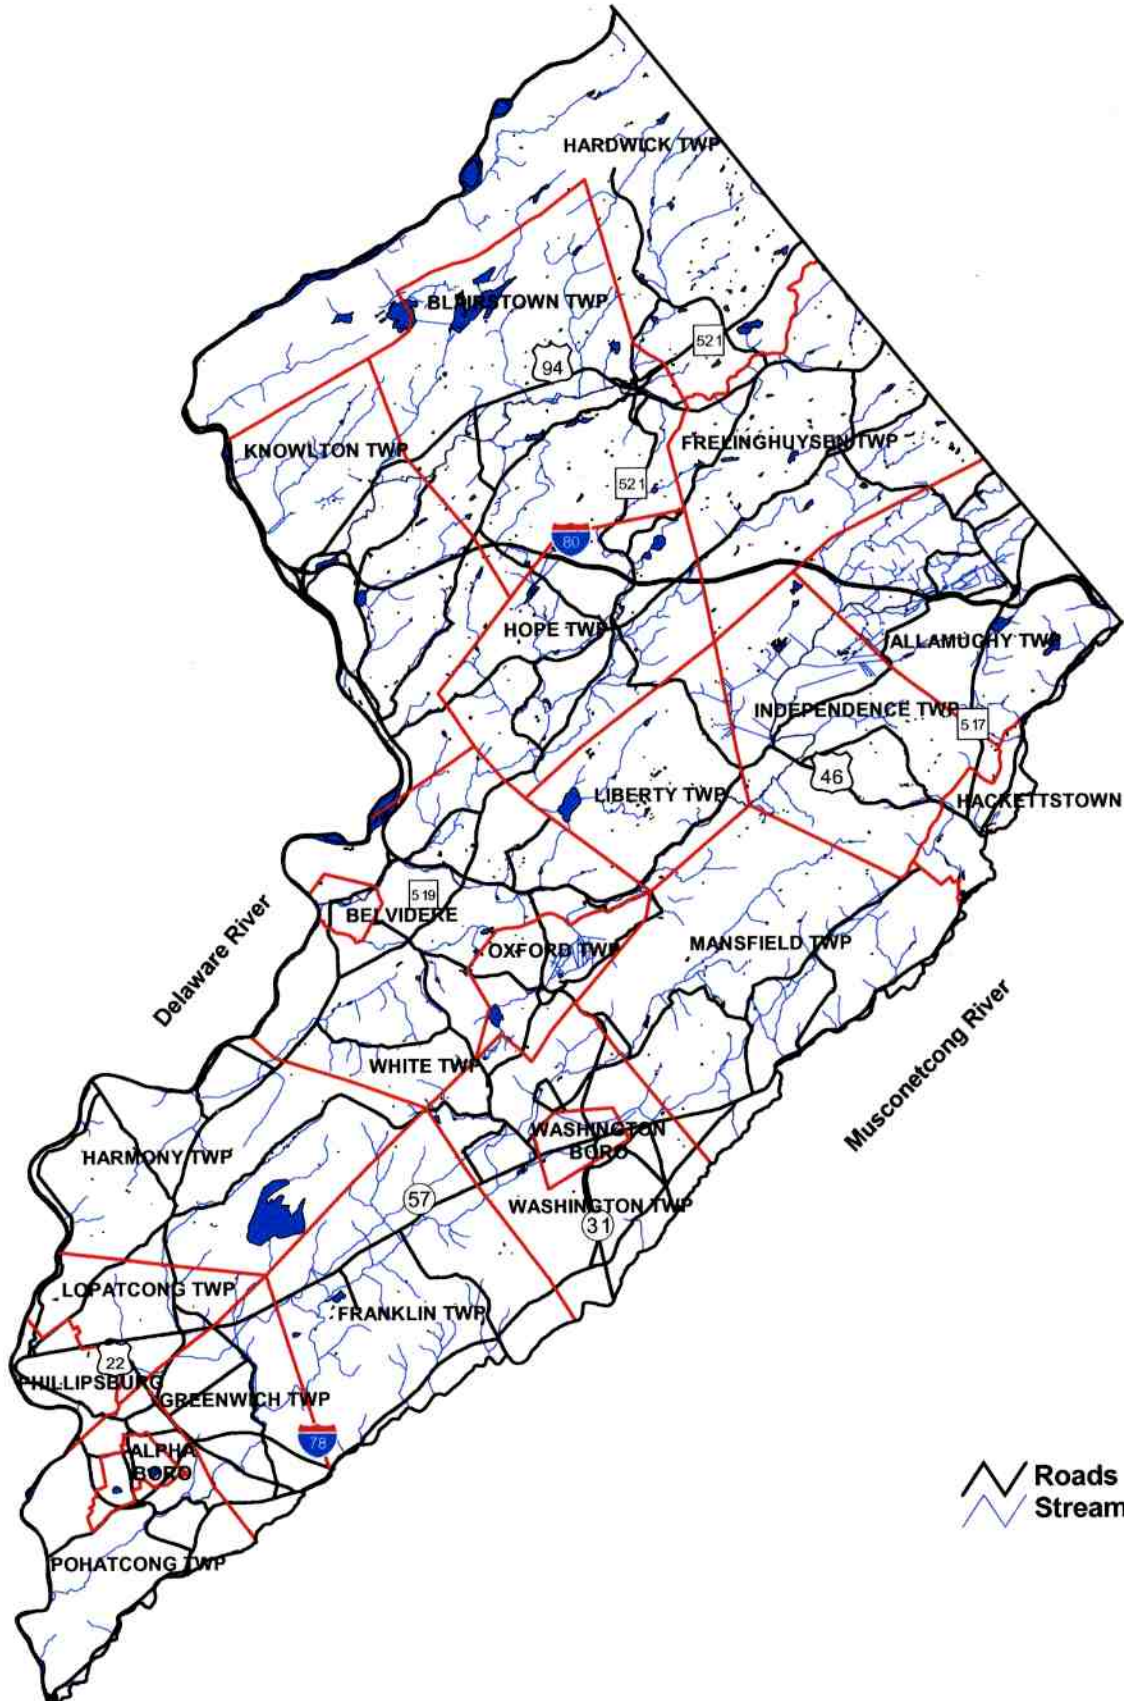 HARDWICK TWP
BLAIRSTOWN TWP
521
94
KNOWLTON TWP
FRELINGHUYSEN TWP
521
80
HOPE TWP
ALLAMUCHY TWP
INDEPENDENCE TWP
517
46
LIBERTY TWP
HACKETTSTOWN
519
BELVIDERE
OXFORD TWP
MANSFIELD TWP
Delaware River
Musconetcong River
WHITE TWP
WASHINGTON
BORO
HARMONY TWP
57
WASHINGTON TWP
31
LOPATCONG TWP
FRANKLIN TWP
22
PHILLIPSBURG
GREENWICH TWP
78
ALPHA
BORO
Roads
Stream
POHATCONG TWP